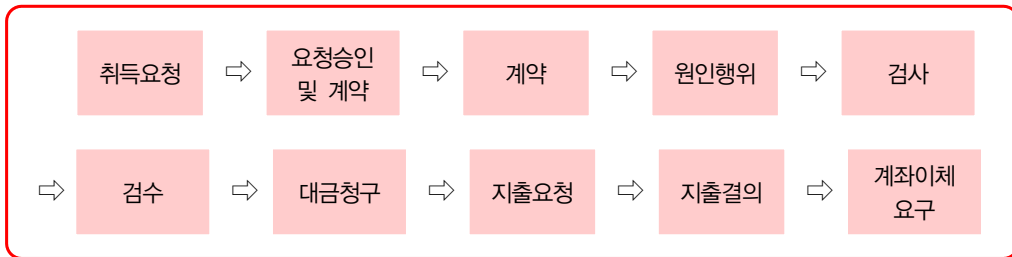 취득요청 ⇨ 요청승인 ⇨ 계약 ⇨ 원인행위 ⇨ 검사
및 계약
⇨ 검수 ⇨ 대금청구 ⇨ 지출요청 ⇨ 지출결의 ⇨ 계좌이체
요구